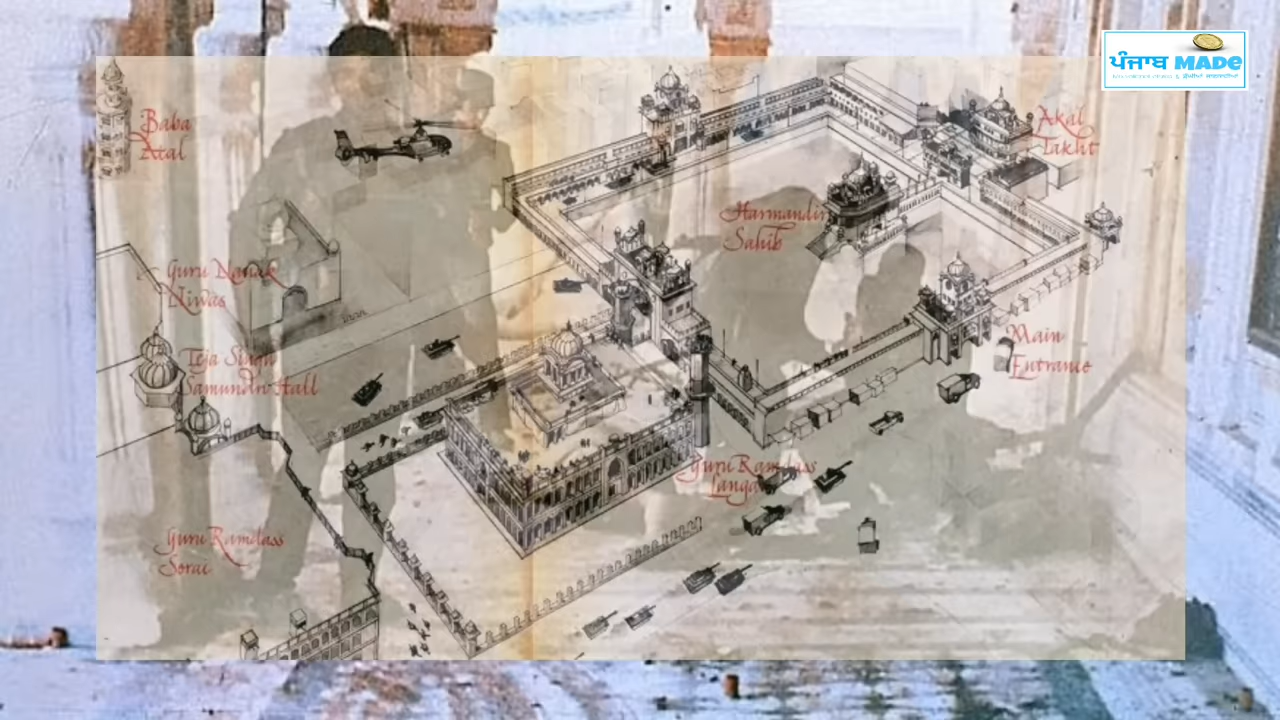 ਪੰਜਾਬ MADE
Baba
Atal
Akal
Takht
Harmandir
Sahib
Guru Nanak
Niwas
Main
Entrance
Teja Singh
Samundri Hall
Guru Ramdass
Langar
Guru Ramdass
Serai